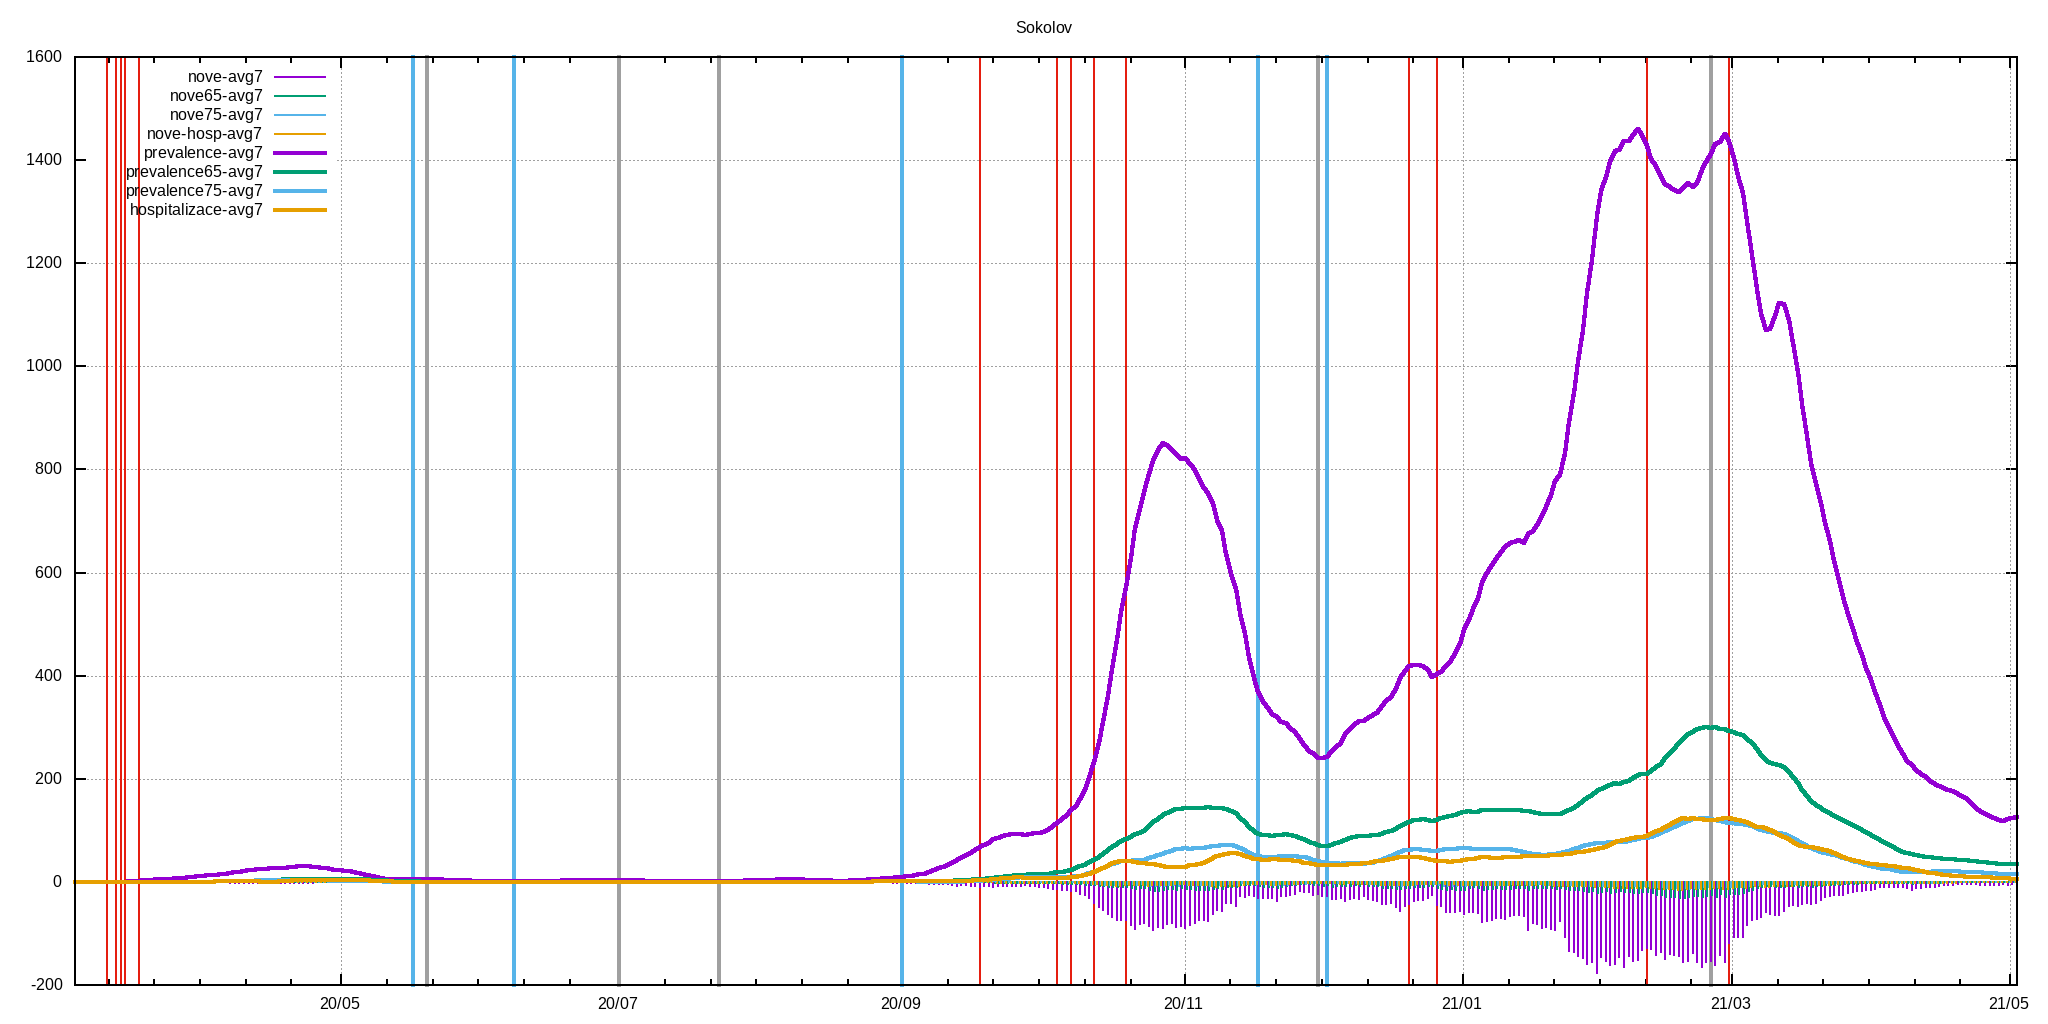 Sokolov
1600
1400
1200
1000
800
600
400
200
0
-200
nove-avg7
nove65-avg7
nove75-avg7
nove-hosp-avg7
prevalence-avg7
prevalence65-avg7
prevalence75-avg7
hospitalizace-avg7
20/05
20/07
20/09
20/11
21/01
21/03
21/05